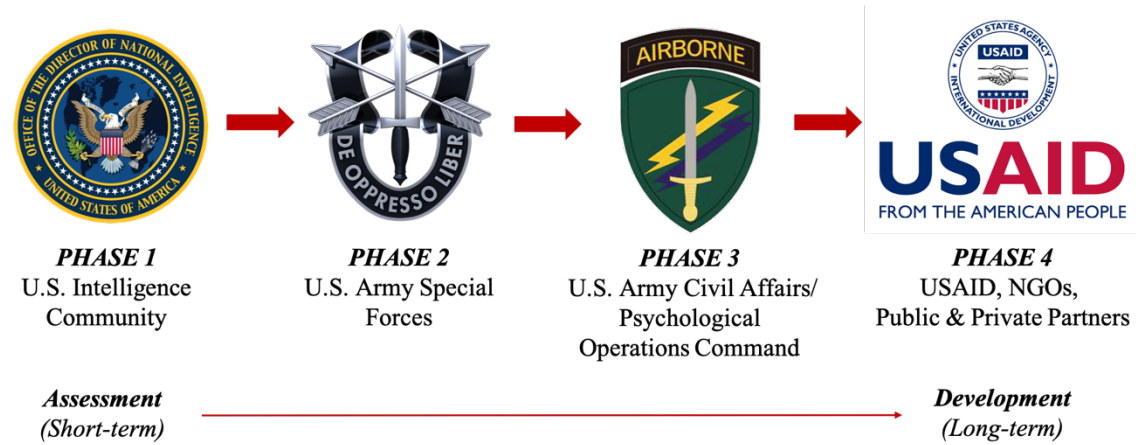 OFFICE OF THE DIRECTOR OF NATIONAL INTELLIGENCE
UNITED STATES OF AMERICA
DE OPPRESSO LIBER
AIRBORNE
UNITED STATES AGENCY
USAID
INTERNATIONAL DEVELOPMENT
USAID
FROM THE AMERICAN PEOPLE
PHASE 1
U.S. Intelligence
Community
PHASE 2
U.S. Army Special
Forces
PHASE 3
U.S. Army Civil Affairs/
Psychological
Operations Command
PHASE 4
USAID, NGOs,
Public & Private Partners
Assessment
(Short-term)
Development
(Long-term)